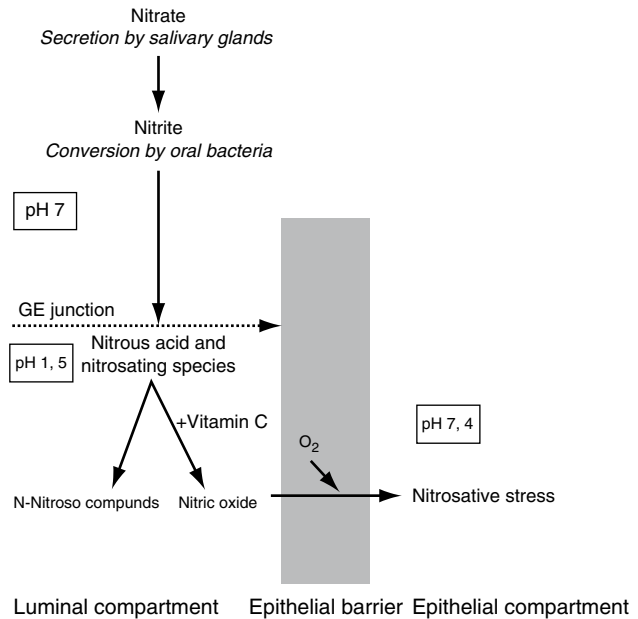 Nitrate
Secretion by salivary glands
Nitrite
Conversion by oral bacteria
pH 7
GE junction
Nitrous acid and
nitrosating species
pH 1, 5
+Vitamin C
pH 7, 4
O2
N-Nitroso compunds
Nitric oxide
Nitrosative stress
Luminal compartment
Epithelial barrier
Epithelial compartment